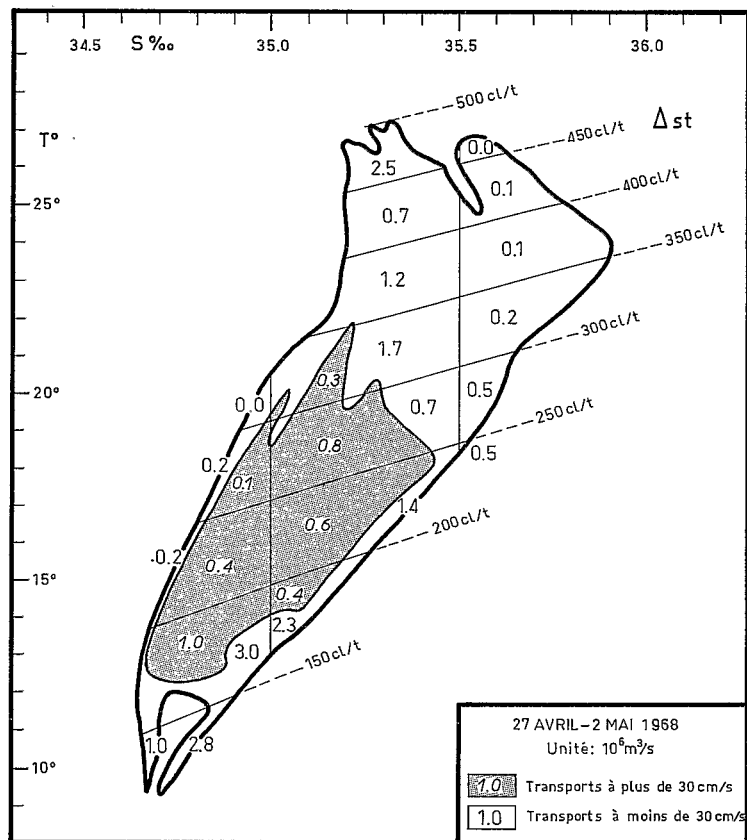 34.5 S‰ 35.0 35.5 36.0
500 cl/t
Δst
T°
0.0
450 cl/t
2.5
0.1
400 cl/t
25°
0.7
350 cl/t
0.1
1.2
0.2
300 cl/t
1.7
20°
0.3
0.5
0.0
0.7
250 cl/t
0.8
0.5
0.2
0.1
1.4
200 cl/t
0.6
0.2
0.4
15°
0.4
2.3
1.0
3.0
150 cl/t
1.0
2.8
10°
27 AVRIL-2 MAI 1968
Unité: 10⁶m³/s
1.0 Transports à plus de 30 cm/s
1.0 Transports à moins de 30 cm/s